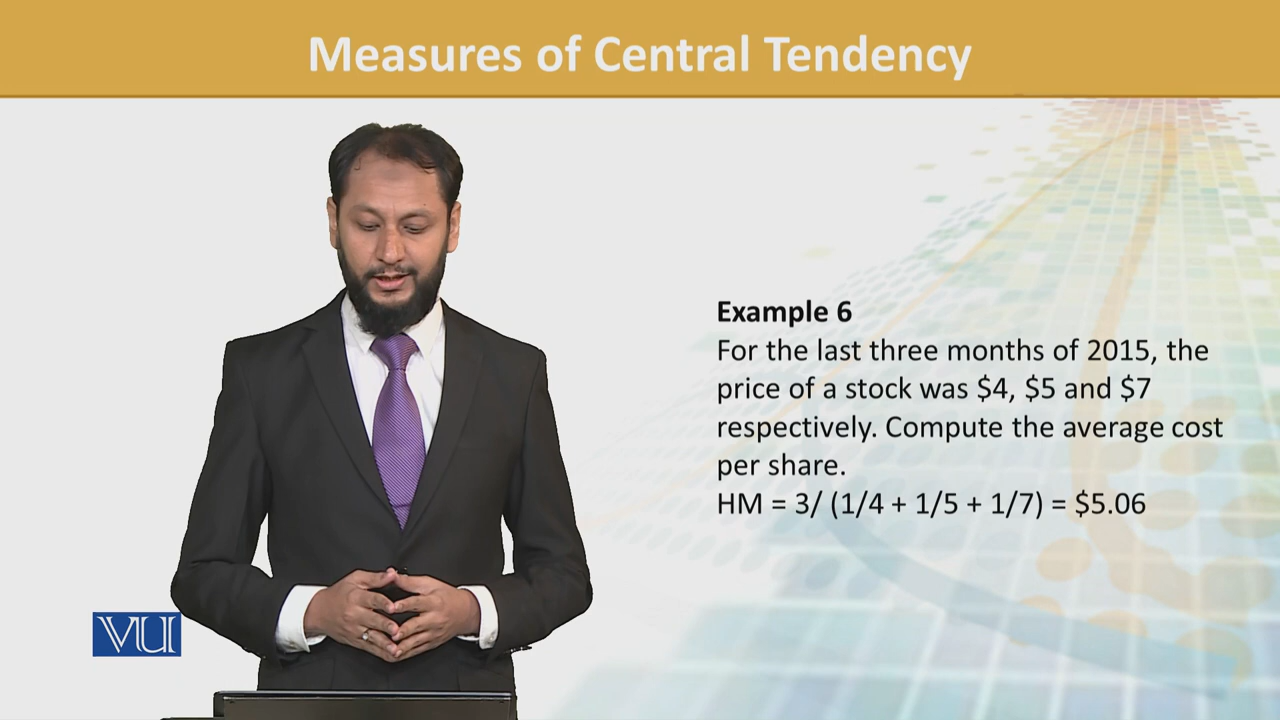 Measures of Central Tendency
Example 6
For the last three months of 2015, the
price of a stock was $4, $5 and $7
respectively. Compute the average cost
per share.
HM = 3/ (1/4 + 1/5 + 1/7) = $5.06
VU